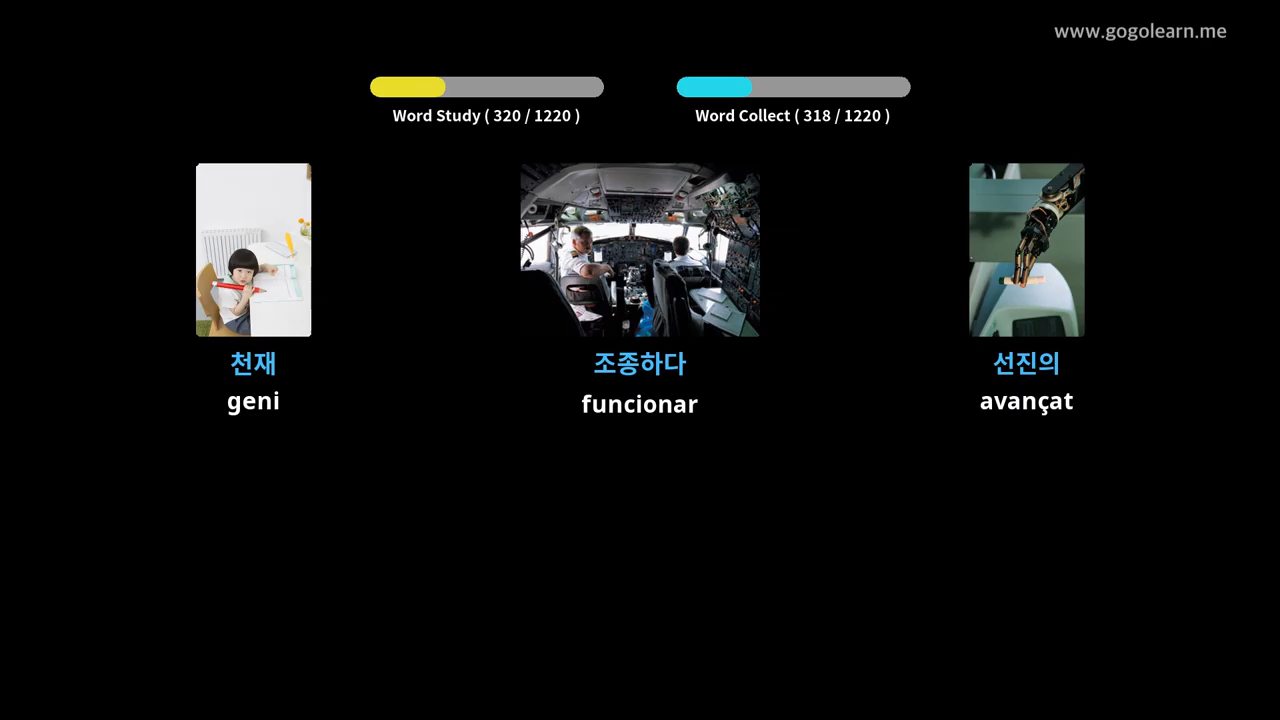 www.gogolearn.me
Word Study ( 320 / 1220 )
Word Collect ( 318 / 1220 )
천재
geni
조종하다
funcionar
선진의
avançat